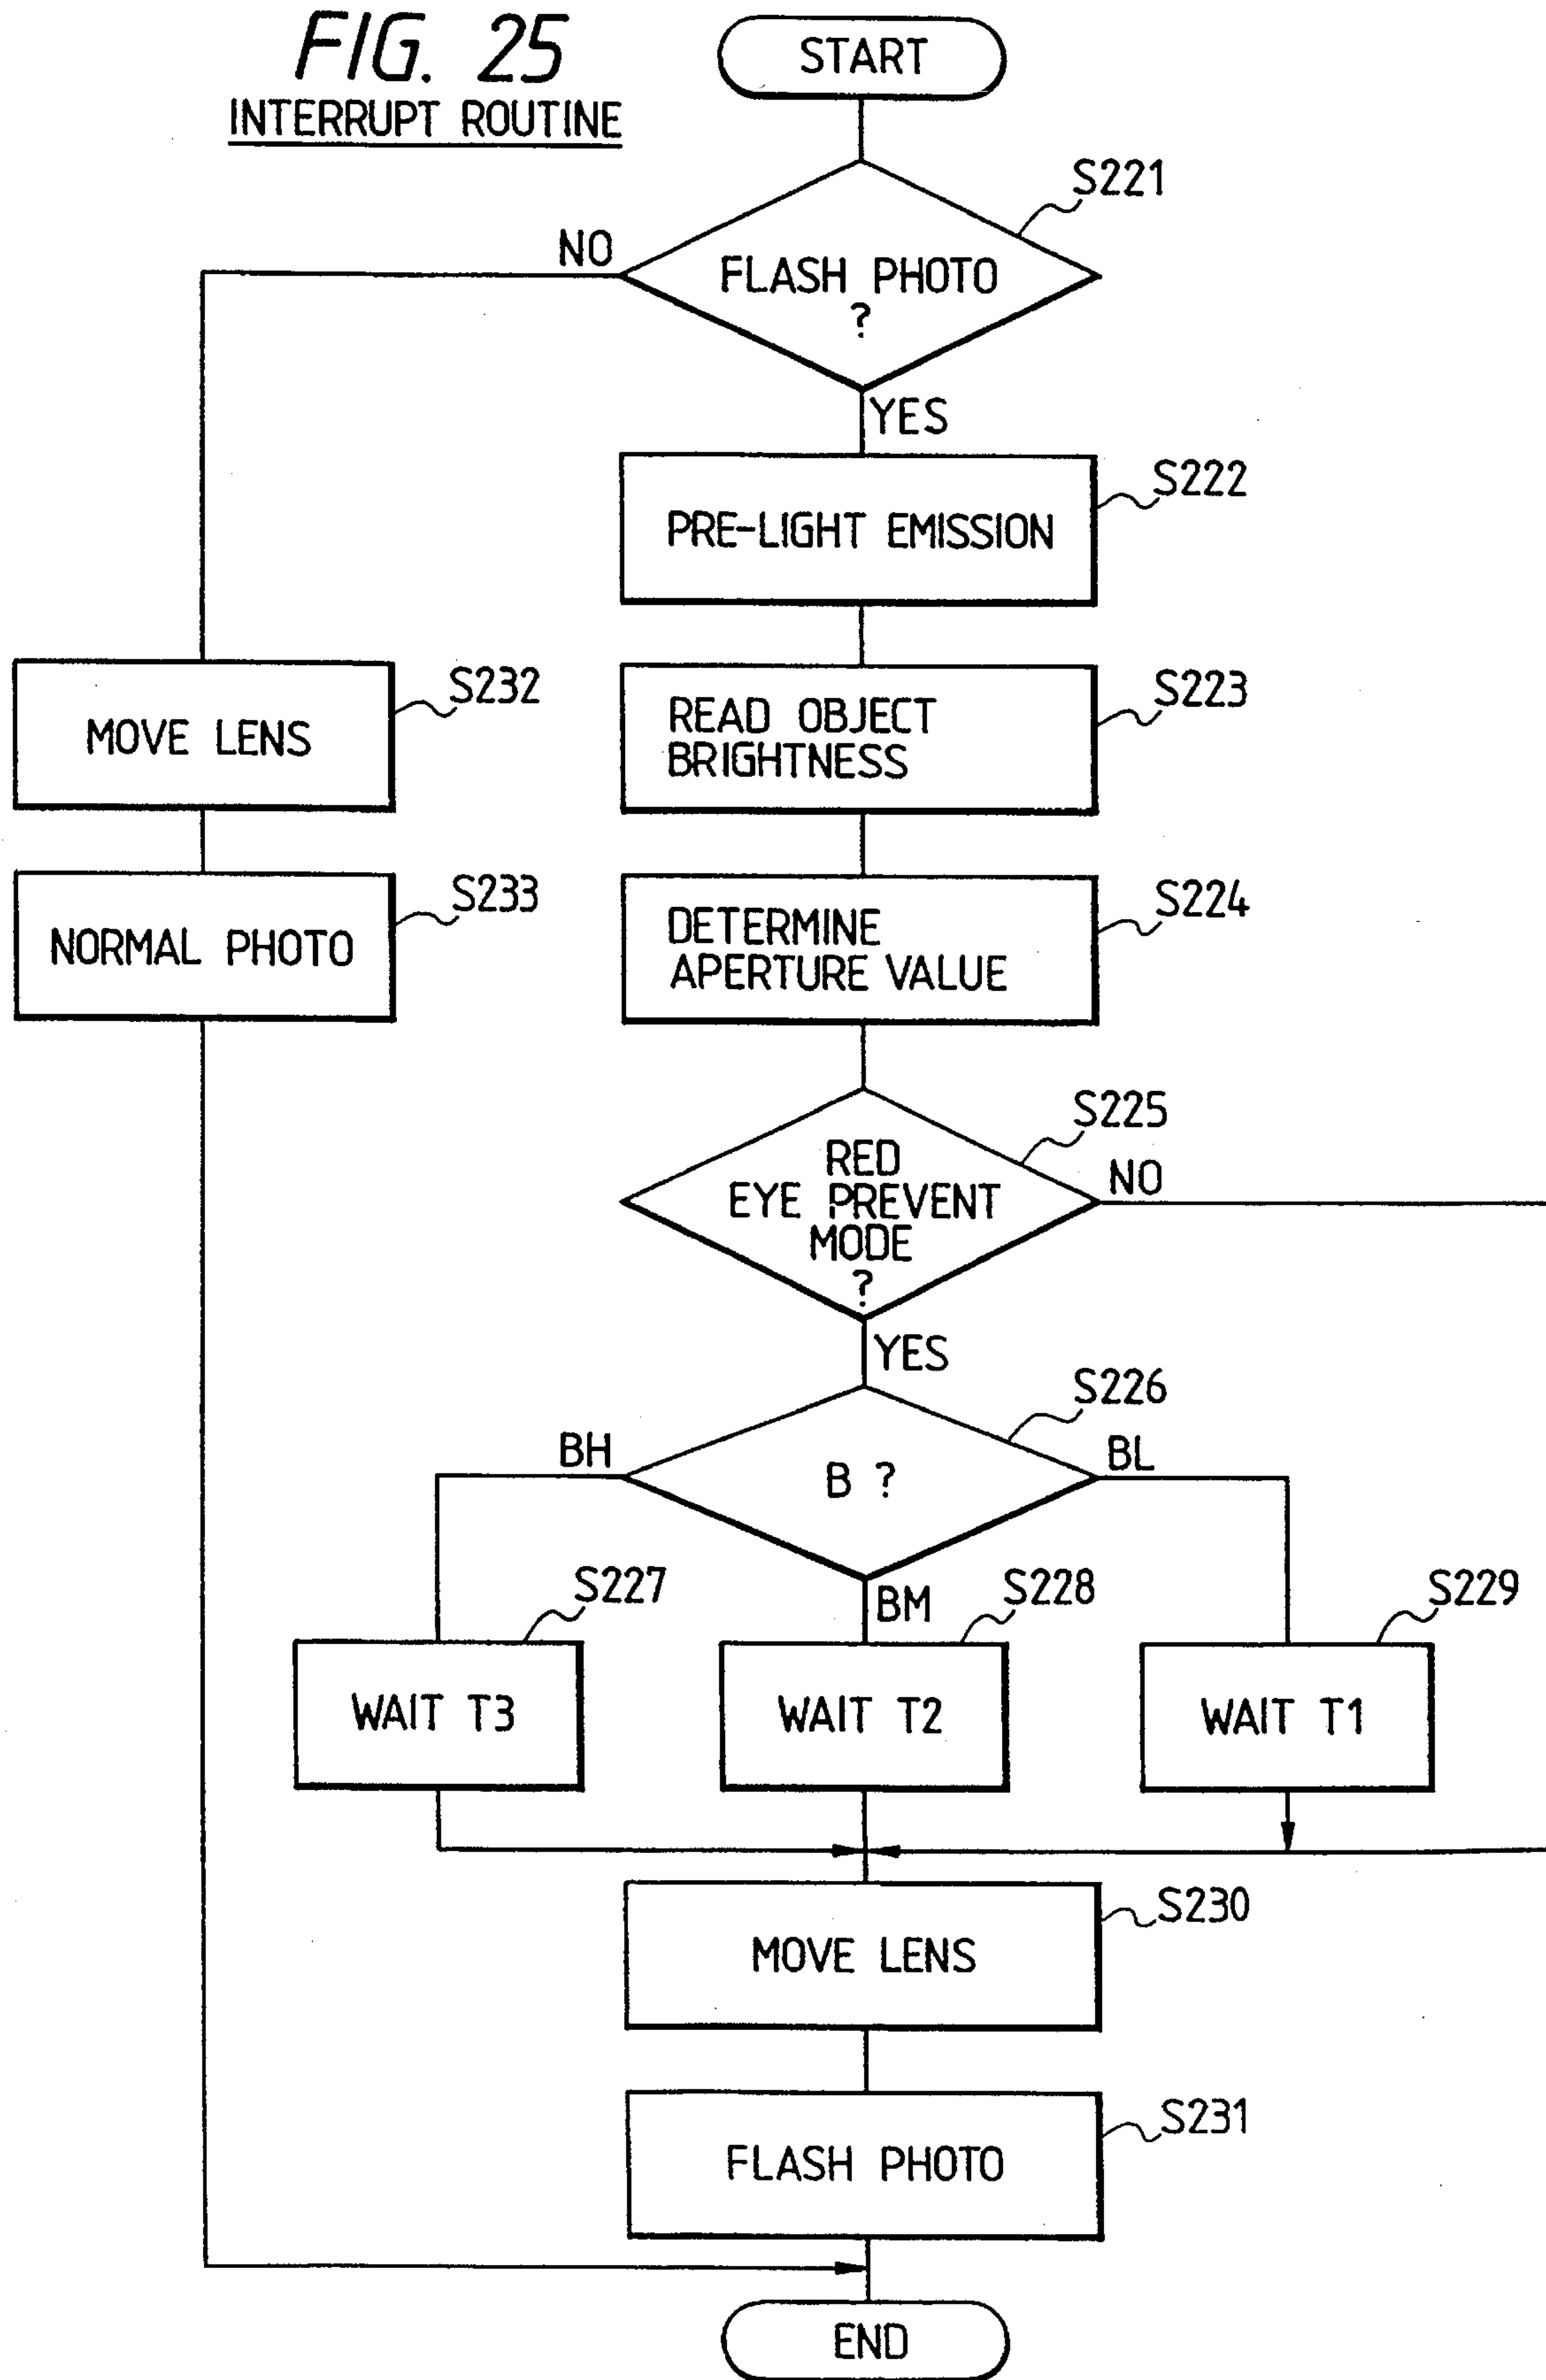 FIG. 25
INTERRUPT ROUTINE
START
S221
NO
FLASH PHOTO
?
YES
S222
PRE-LIGHT EMISSION
S232
MOVE LENS
S223
READ OBJECT
BRIGHTNESS
S233
NORMAL PHOTO
S224
DETERMINE
APERTURE VALUE
S225
RED
EYE PREVENT
MODE
?
NO
YES
S226
BH
B ?
BL
BM
S227
WAIT T3
S228
WAIT T2
S229
WAIT T1
S230
MOVE LENS
S231
FLASH PHOTO
END